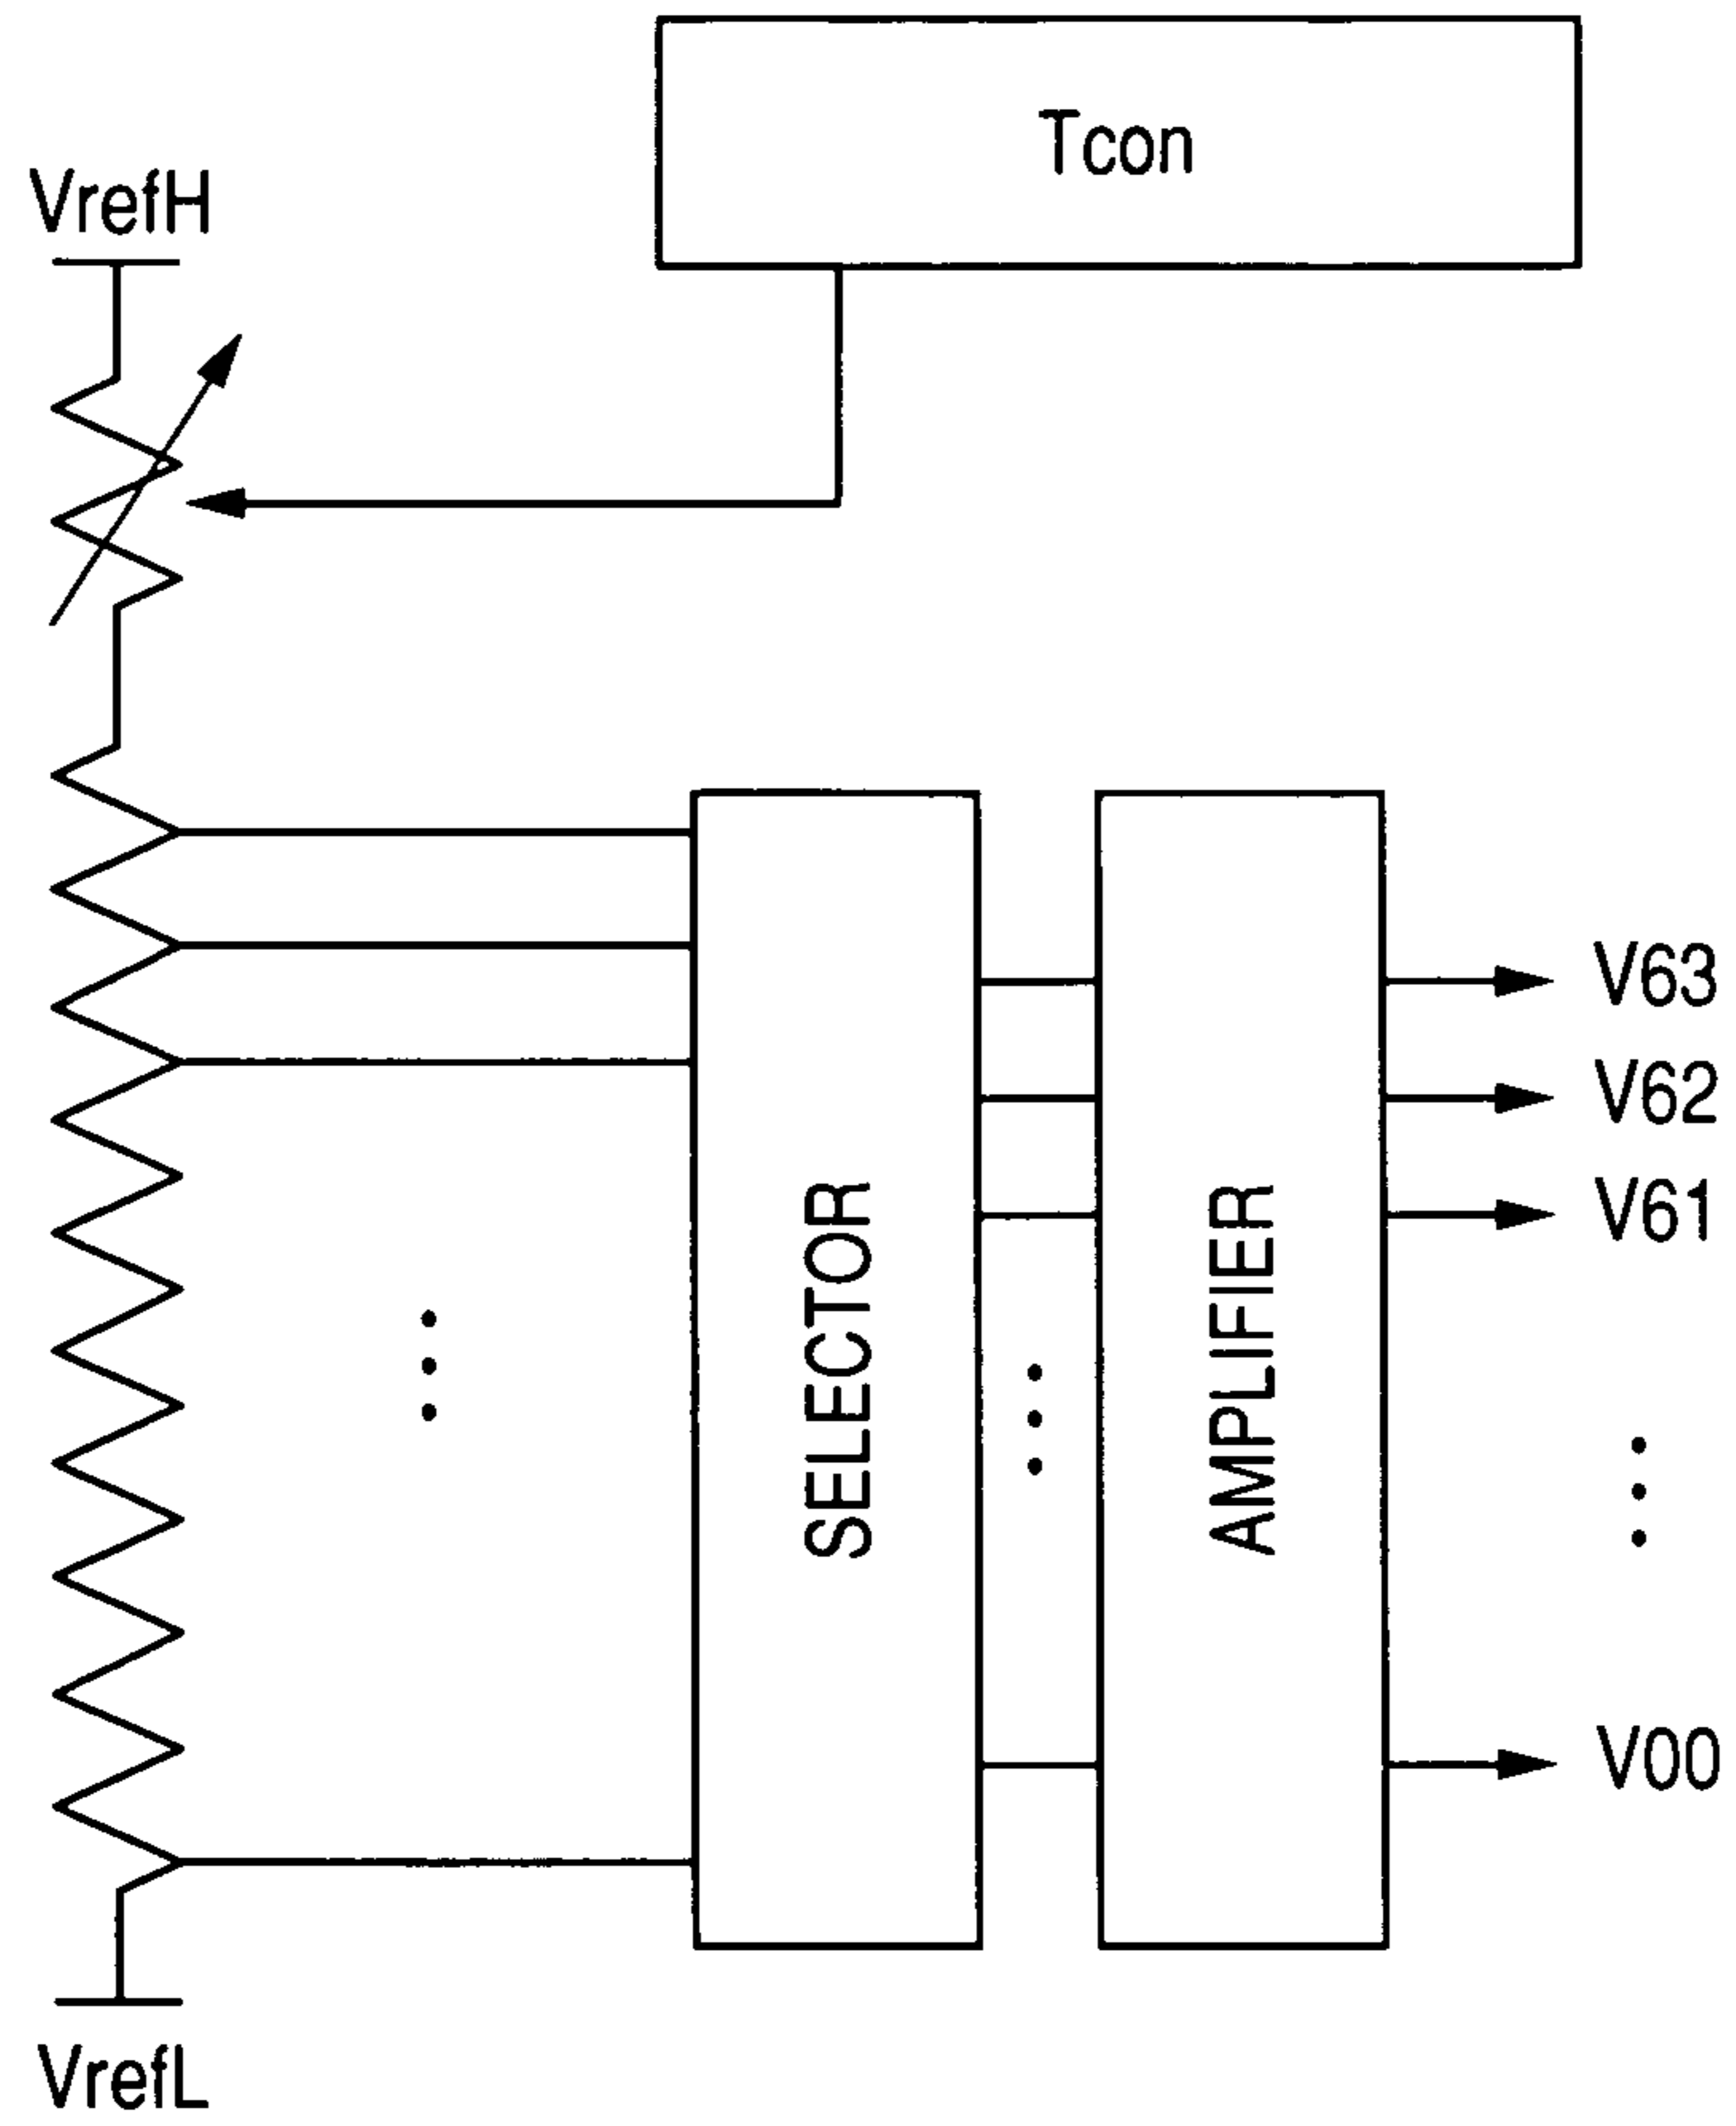 Tcon
VrefH
SELECTOR
AMPLIFIER
V63
V62
V61
V00
VrefL